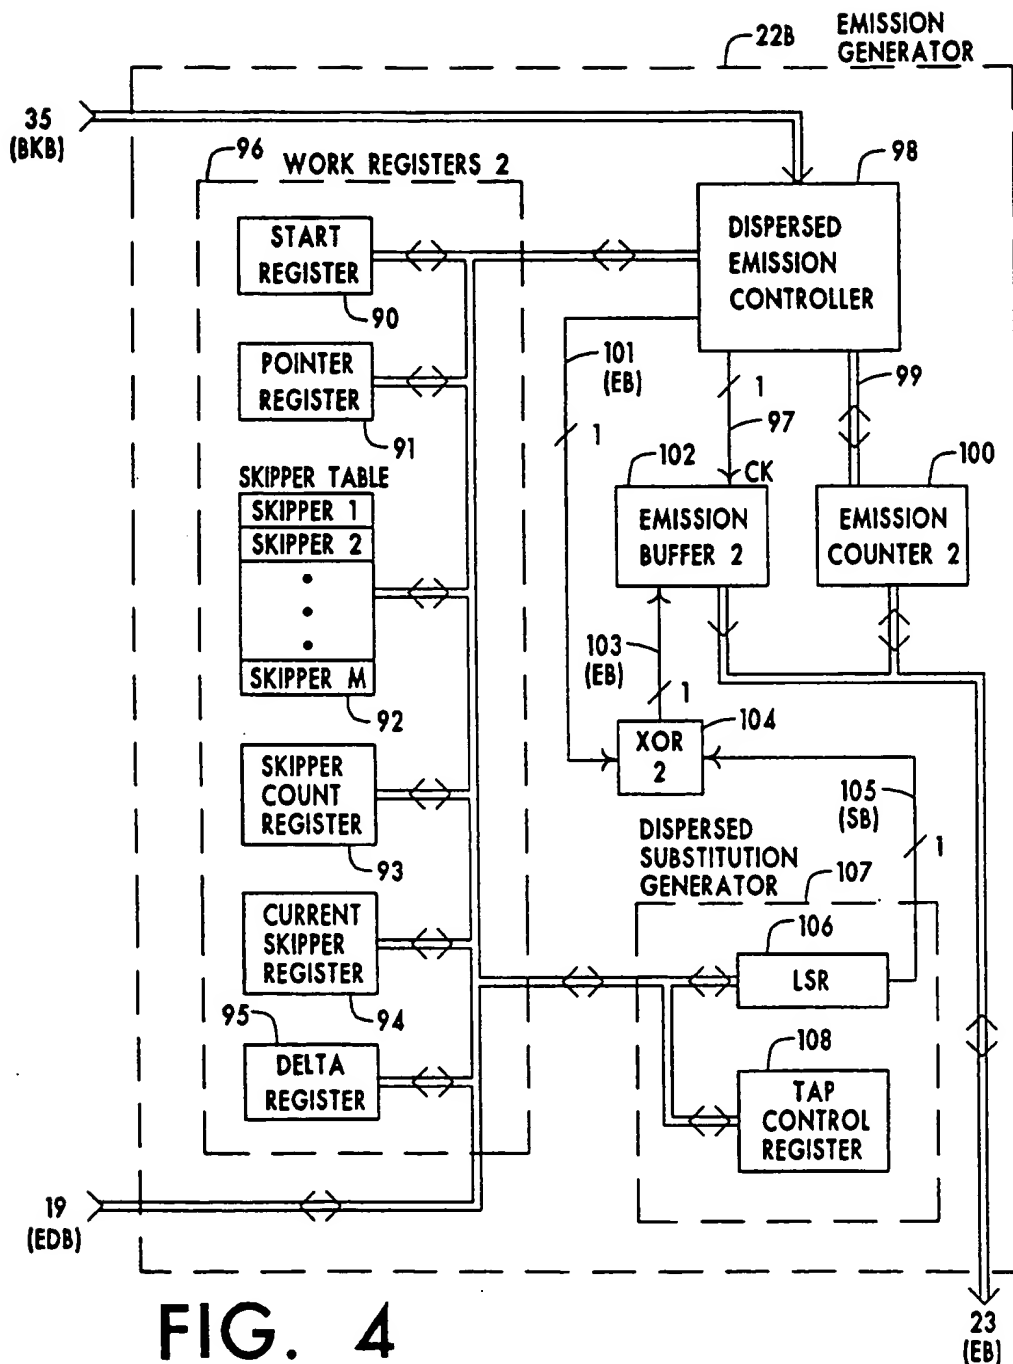 22B
EMISSION
GENERATOR
35
(BKB)
96
WORK REGISTERS 2
98
START
REGISTER
90
DISPERSED
EMISSION
CONTROLLER
POINTER
REGISTER
91
101
(EB)
1
1
97
99
102
CK
100
SKIPPER TABLE
SKIPPER 1
SKIPPER 2
SKIPPER M
92
EMISSION
BUFFER 2
EMISSION
COUNTER 2
103
(EB)
1
104
XOR
2
SKIPPER
COUNT
REGISTER
93
105
(SB)
1
DISPERSED
SUBSTITUTION
GENERATOR
107
CURRENT
SKIPPER
REGISTER
94
106
LSR
95
DELTA
REGISTER
108
TAP
CONTROL
REGISTER
19
(EDB)
FIG. 4
23
(EB)